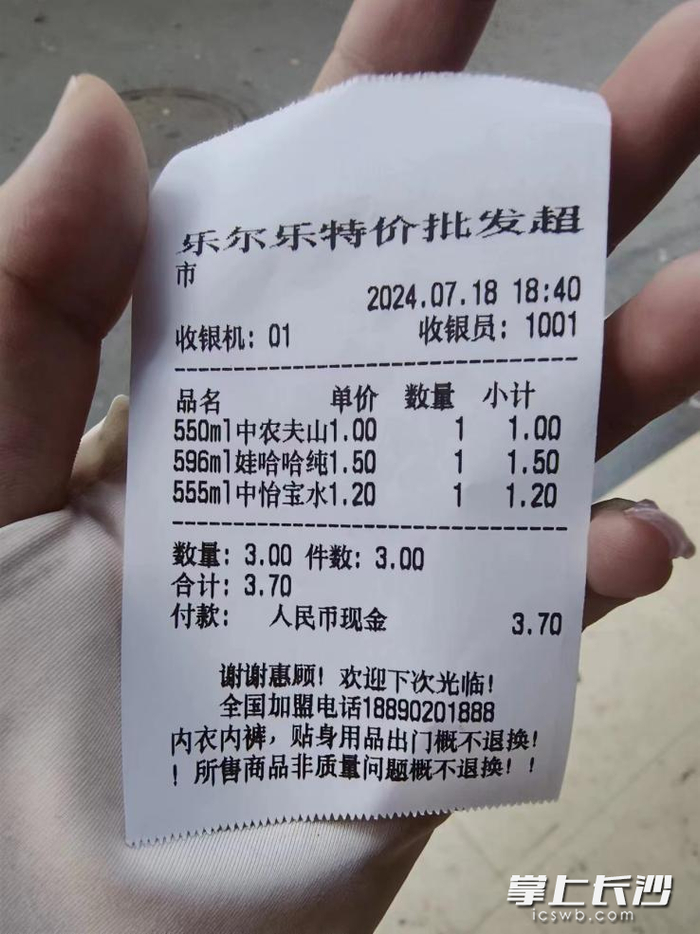 乐尔乐特价批发超
市
2024.07.18 18:40
收银机: 01 收银员: 1001
品名 单价 数量 小计
550ml中农夫山1.00 1 1.00
596ml娃哈哈纯1.50 1 1.50
555ml中怡宝水1.20 1 1.20
数量: 3.00 件数: 3.00
合计: 3.70
付款: 人民币现金 3.70
谢谢惠顾! 欢迎下次光临!
全国加盟电话18890201888
内衣内裤, 贴身用品出门概不退换!
! 所售商品非质量问题概不退换! !
掌上长沙
icswb.com